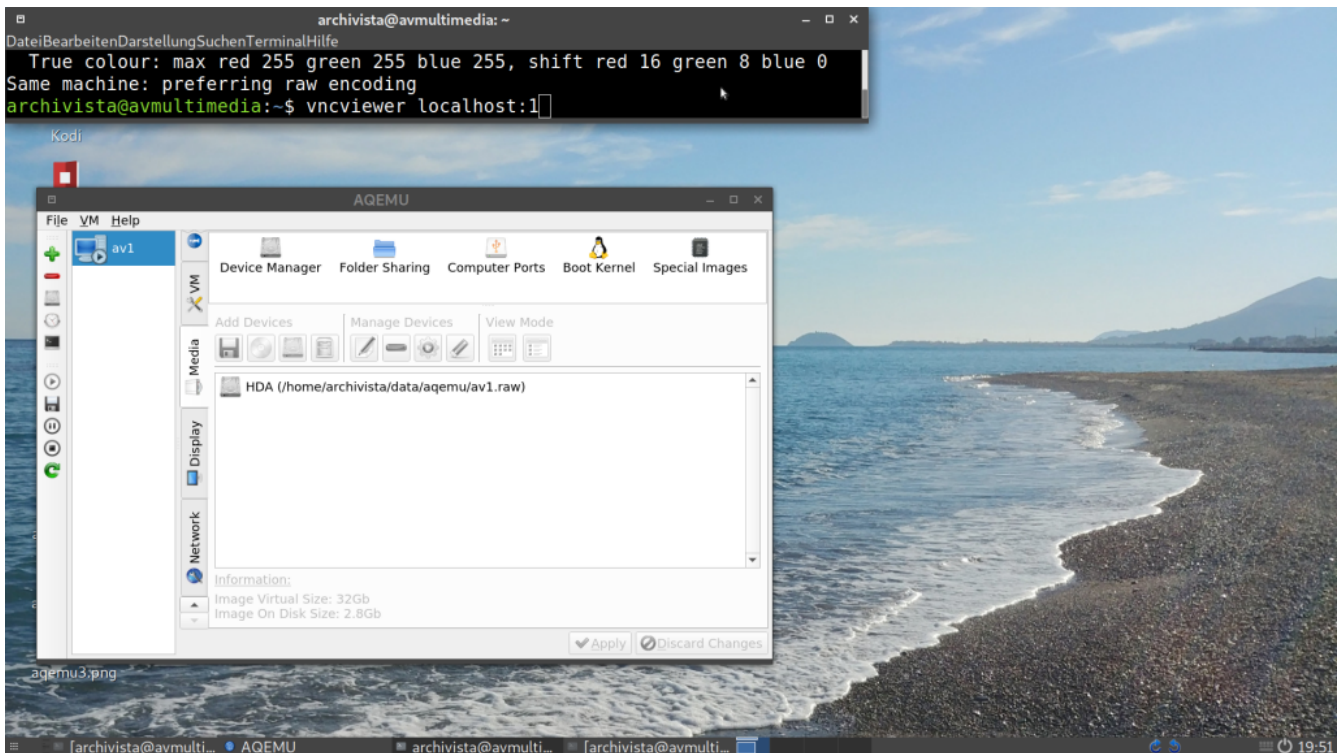 archivista@avmultimedia: ~
DateiBearbeitenDarstellungSuchenTerminalHilfe
True colour: max red 255 green 255 blue 255, shift red 16 green 8 blue 0
Same machine: preferring raw encoding
archivista@avmultimedia:~$ vncviewer localhost:1
Kodi
AQEMU
File VM Help
av1
VM
Media
Display
Network
Device Manager Folder Sharing Computer Ports Boot Kernel Special Images
Add Devices Manage Devices View Mode
HDA (/home/archivista/data/aqemu/av1.raw)
Information:
Image Virtual Size: 32Gb
Image On Disk Size: 2.8Gb
Apply Discard Changes
aqemu3.png
[archivista@avmulti... AQEMU archivista@avmulti... [archivista@avmulti... 19:51